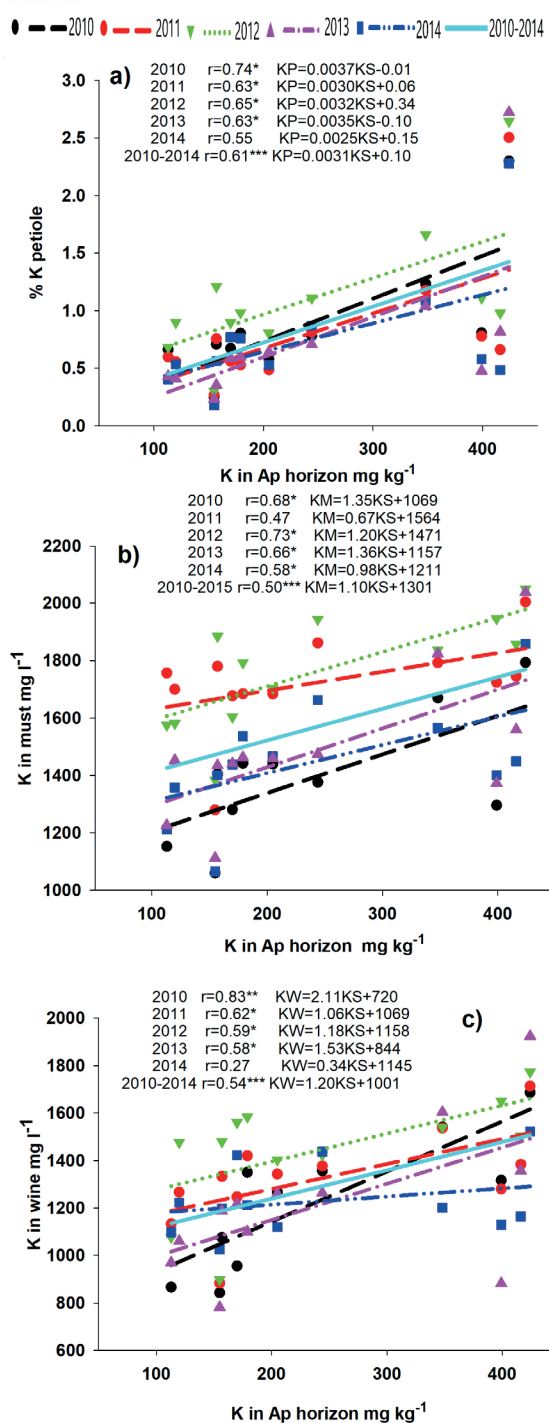 2010 2011 2012 2013 2014 2010-2014
a)
2010 r=0.74* KP=0.0037KS-0.01
2011 r=0.63* KP=0.0030KS+0.06
2012 r=0.65* KP=0.0032KS+0.34
2013 r=0.63* KP=0.0035KS-0.10
2014 r=0.55 KP=0.0025KS+0.15
2010-2014 r=0.61*** KP=0.0031KS+0.10
% K petiole
3.0
2.5
2.0
1.5
1.0
0.5
0.0
100 200 300 400
K in Ap horizon mg kg-1
b)
2010 r=0.68* KM=1.35KS+1069
2011 r=0.47 KM=0.67KS+1564
2012 r=0.73* KM=1.20KS+1471
2013 r=0.66* KM=1.36KS+1157
2014 r=0.58* KM=0.98KS+1211
2010-2015 r=0.50*** KM=1.10KS+1301
K in must mg l-1
2200
2000
1800
1600
1400
1200
1000
100 200 300 400
K in Ap horizon mg kg-1
c)
2010 r=0.83** KW=2.11KS+720
2011 r=0.62* KW=1.06KS+1069
2012 r=0.59* KW=1.18KS+1158
2013 r=0.58* KW=1.53KS+844
2014 r=0.27 KW=0.34KS+1145
2010-2014 r=0.54*** KW=1.20KS+1001
K in wine mg l-1
2000
1800
1600
1400
1200
1000
800
600
100 200 300 400
K in Ap horizon mg kg-1